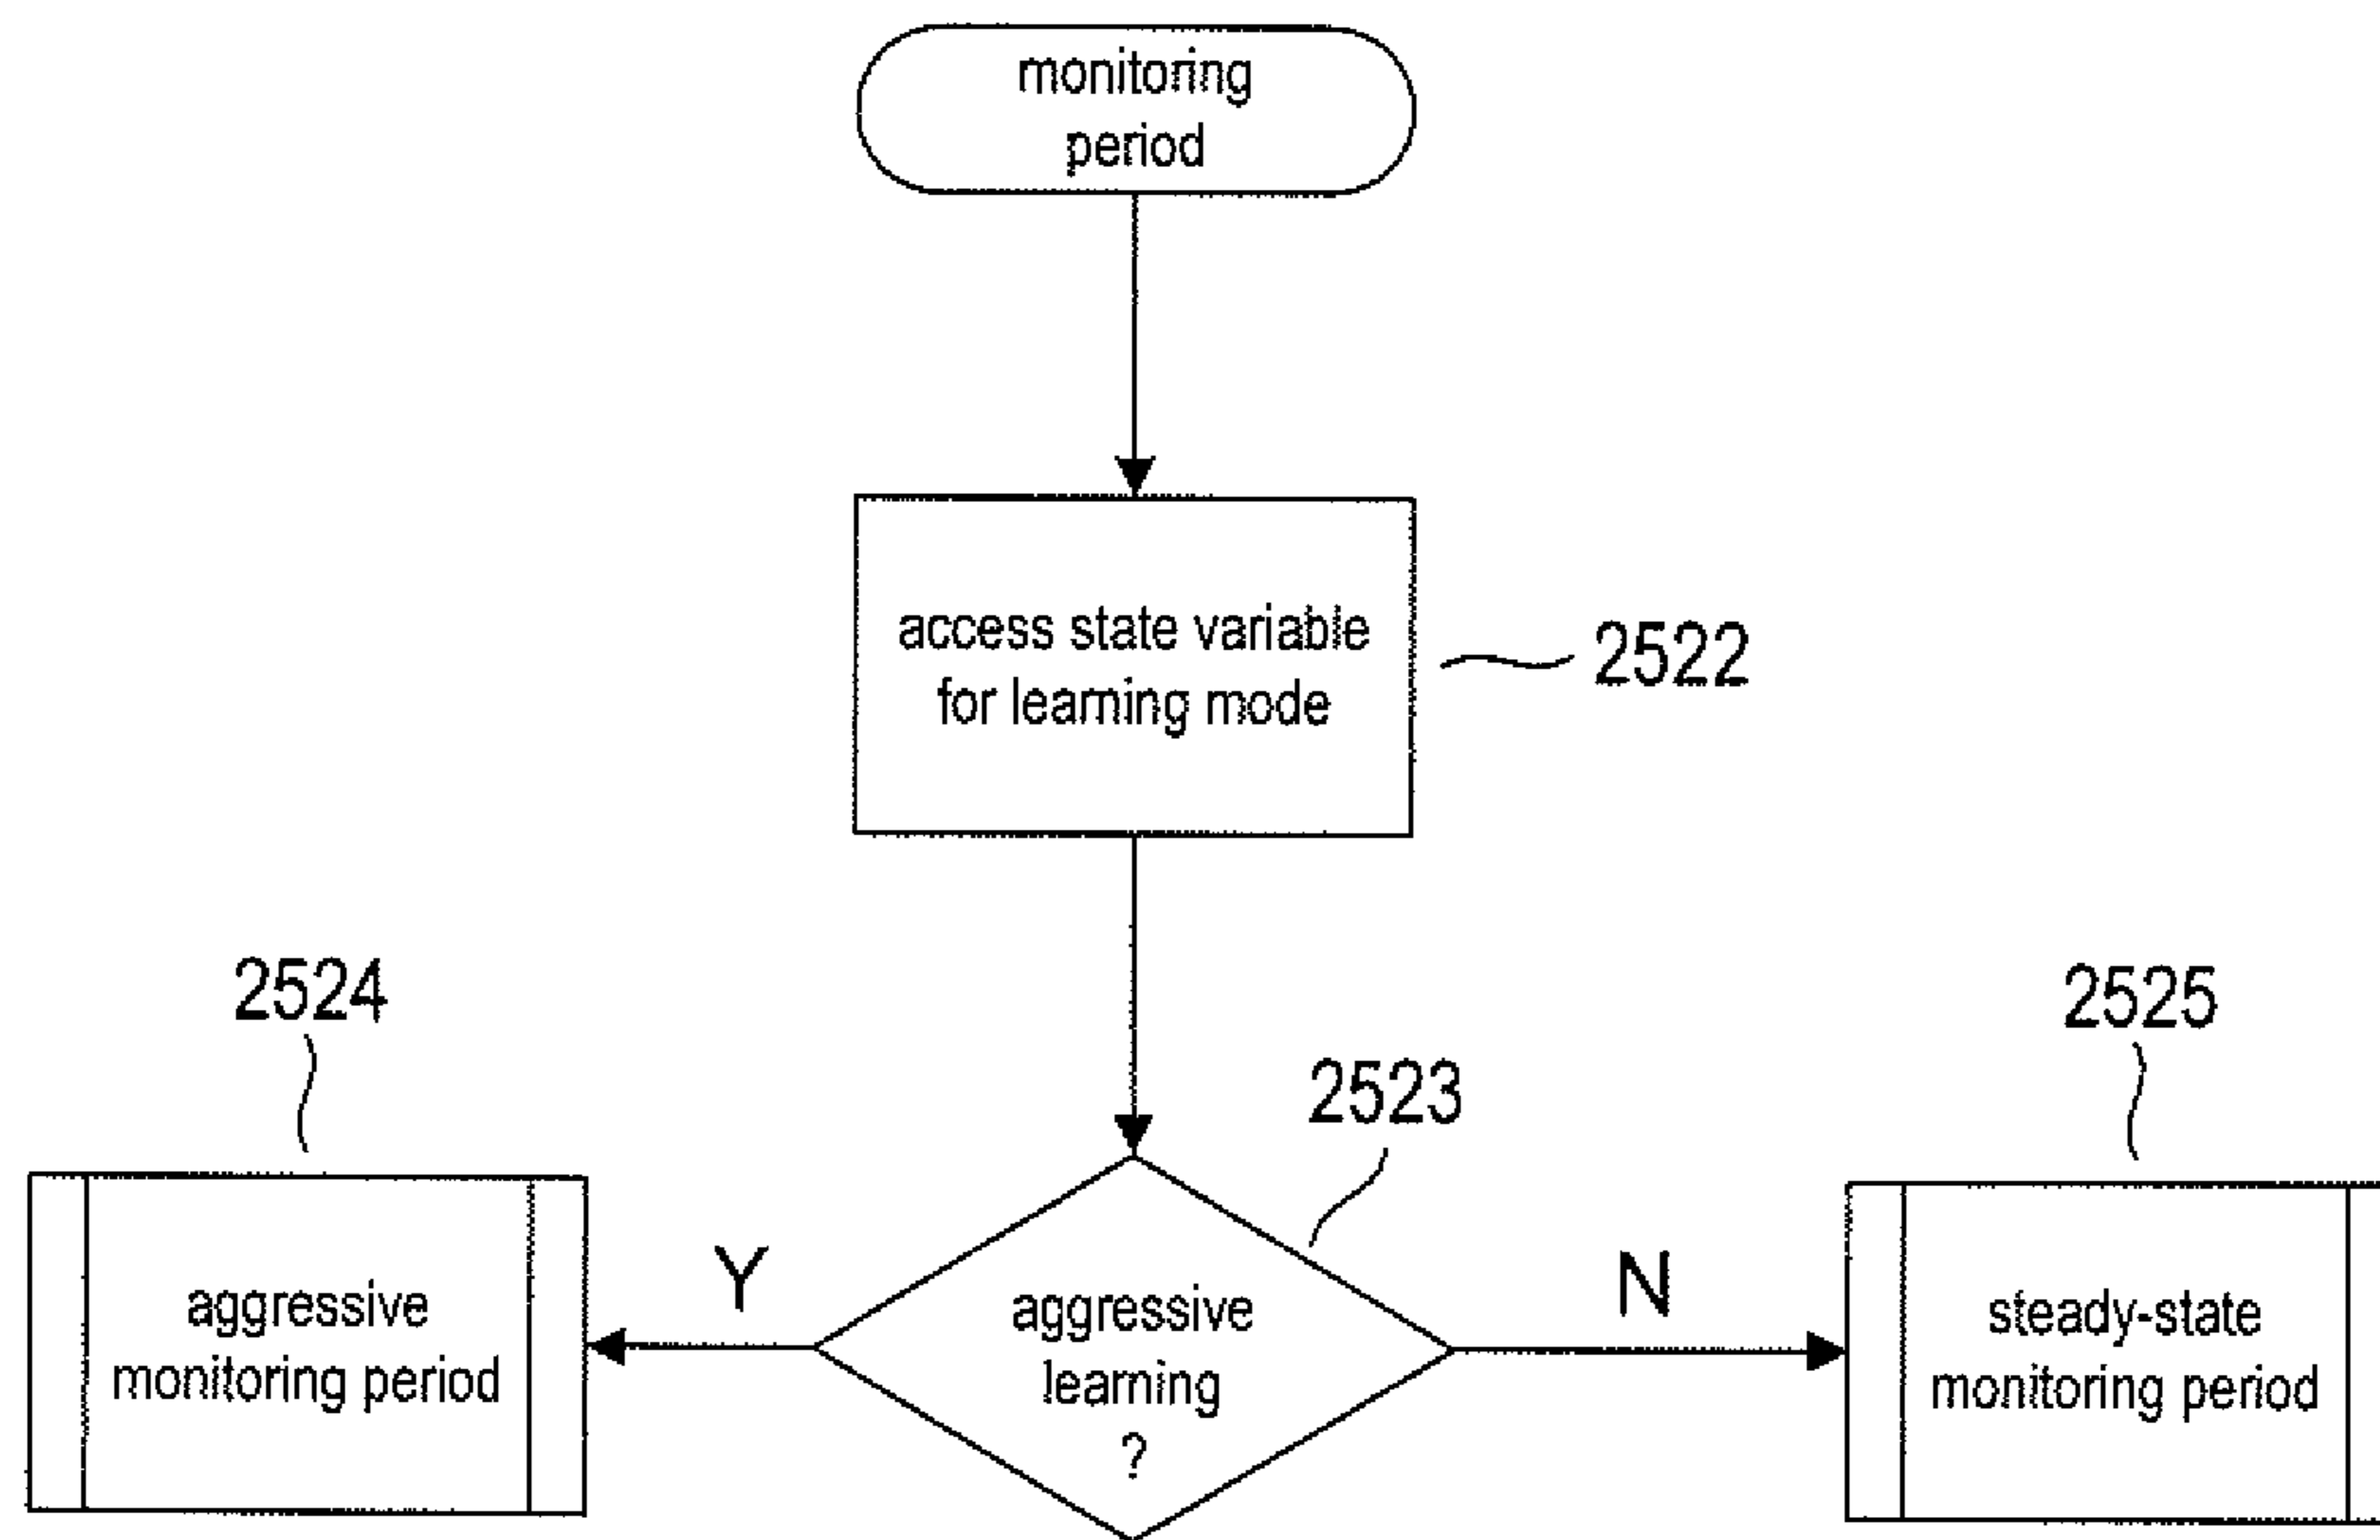 monitoring
period
access state variable
for learning mode
2522
2524
2523
2525
Y
N
aggressive
monitoring period
aggressive
learning
?
steady-state
monitoring period